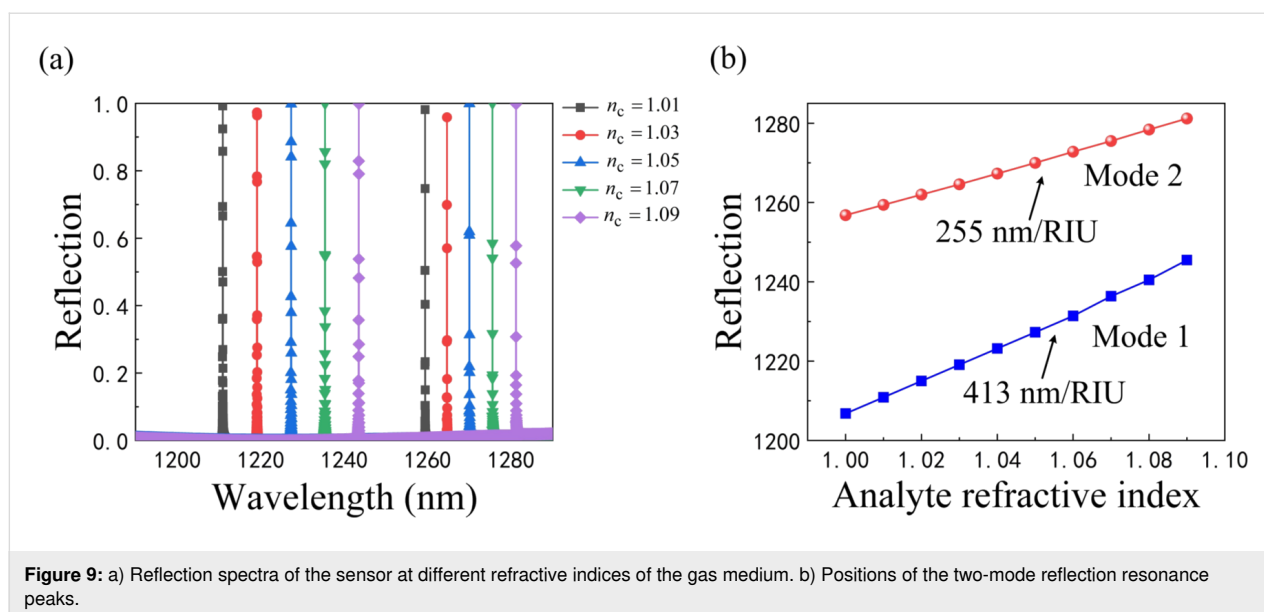 (a)
Reflection
1.0
0.8
0.6
0.4
0.2
0.0
1200 1220 1240 1260 1280
Wavelength (nm)
n_c = 1.01
n_c = 1.03
n_c = 1.05
n_c = 1.07
n_c = 1.09
(b)
Reflection
1280
1260
1240
1220
1200
Mode 2
255 nm/RIU
Mode 1
413 nm/RIU
1.00 1.02 1.04 1.06 1.08 1.10
Analyte refractive index
Figure 9: a) Reflection spectra of the sensor at different refractive indices of the gas medium. b) Positions of the two-mode reflection resonance
peaks.